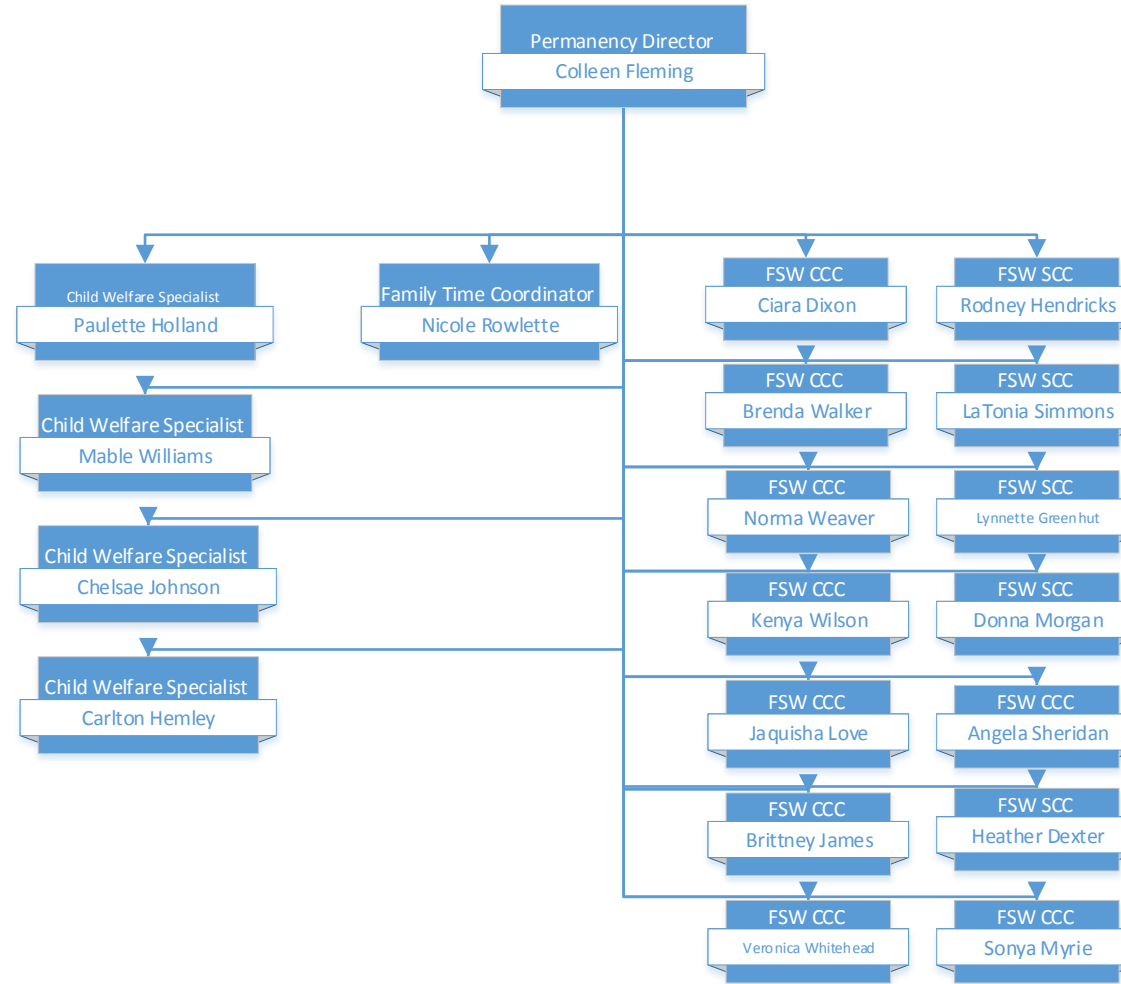 Permanency Director
Colleen Fleming
Child Welfare Specialist
Paulette Holland
Family Time Coordinator
Nicole Rowlette
FSW CCC
Ciara Dixon
FSW SCC
Rodney Hendricks
Child Welfare Specialist
Mable Williams
FSW CCC
Brenda Walker
FSW SCC
LaTonia Simmons
FSW CCC
Norma Weaver
FSW SCC
Lynnette Greenhut
Child Welfare Specialist
Chelsae Johnson
FSW CCC
Kenya Wilson
FSW SCC
Donna Morgan
Child Welfare Specialist
Carlton Hemley
FSW CCC
Jaquisha Love
FSW CCC
Angela Sheridan
FSW CCC
Brittney James
FSW SCC
Heather Dexter
FSW CCC
Veronica Whitehead
FSW CCC
Sonya Myrie